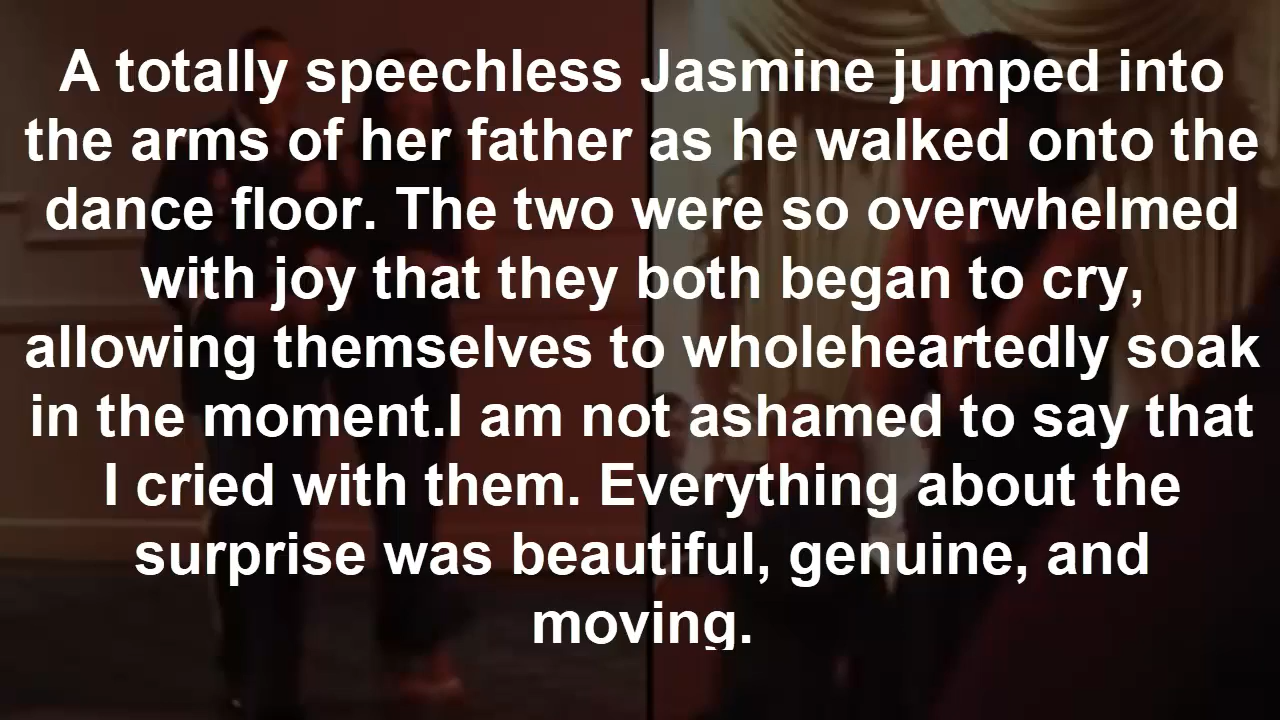 A totally speechless Jasmine jumped into
the arms of her father as he walked onto the
dance floor. The two were so overwhelmed
with joy that they both began to cry,
allowing themselves to wholeheartedly soak
in the moment.I am not ashamed to say that
I cried with them. Everything about the
surprise was beautiful, genuine, and
moving.